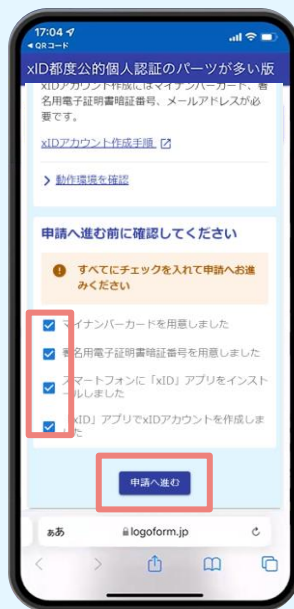 17:04
◀ QRコード
xID都度公的個人認証のパーツが多い版
xIDアカウント作成にはマイナンバーカード、署
名用電子証明書暗証番号、メールアドレスが必
要です。
xIDアカウント作成手順
動作環境を確認
申請へ進む前に確認してください
すべてにチェックを入れて申請へお進
みください
マイナンバーカードを用意しました
署名用電子証明書暗証番号を用意しました
スマートフォンに「xID」アプリをインスト
ールしました
「xID」アプリでxIDアカウントを作成しま
した
申請へ進む
ぁあ logoform.jp